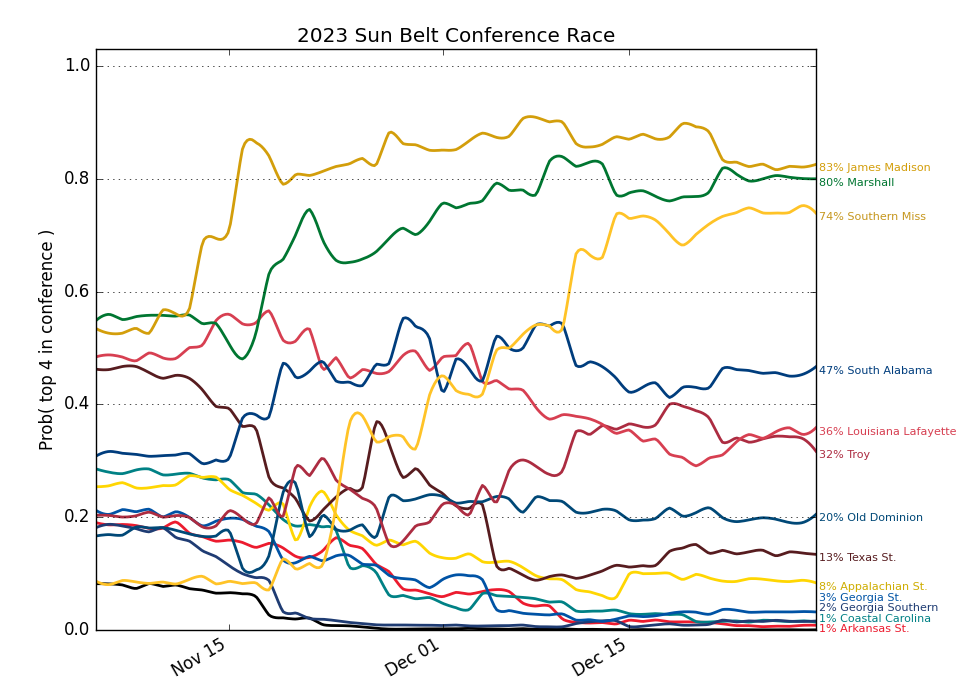 2023 Sun Belt Conference Race
Prob( top 4 in conference )
1.0
0.8
0.6
0.4
0.2
0.0
Nov 15
Dec 01
Dec 15
83% James Madison
80% Marshall
74% Southern Miss
47% South Alabama
36% Louisiana Lafayette
32% Troy
20% Old Dominion
13% Texas St.
8% Appalachian St.
3% Georgia St.
2% Georgia Southern
1% Coastal Carolina
1% Arkansas St.